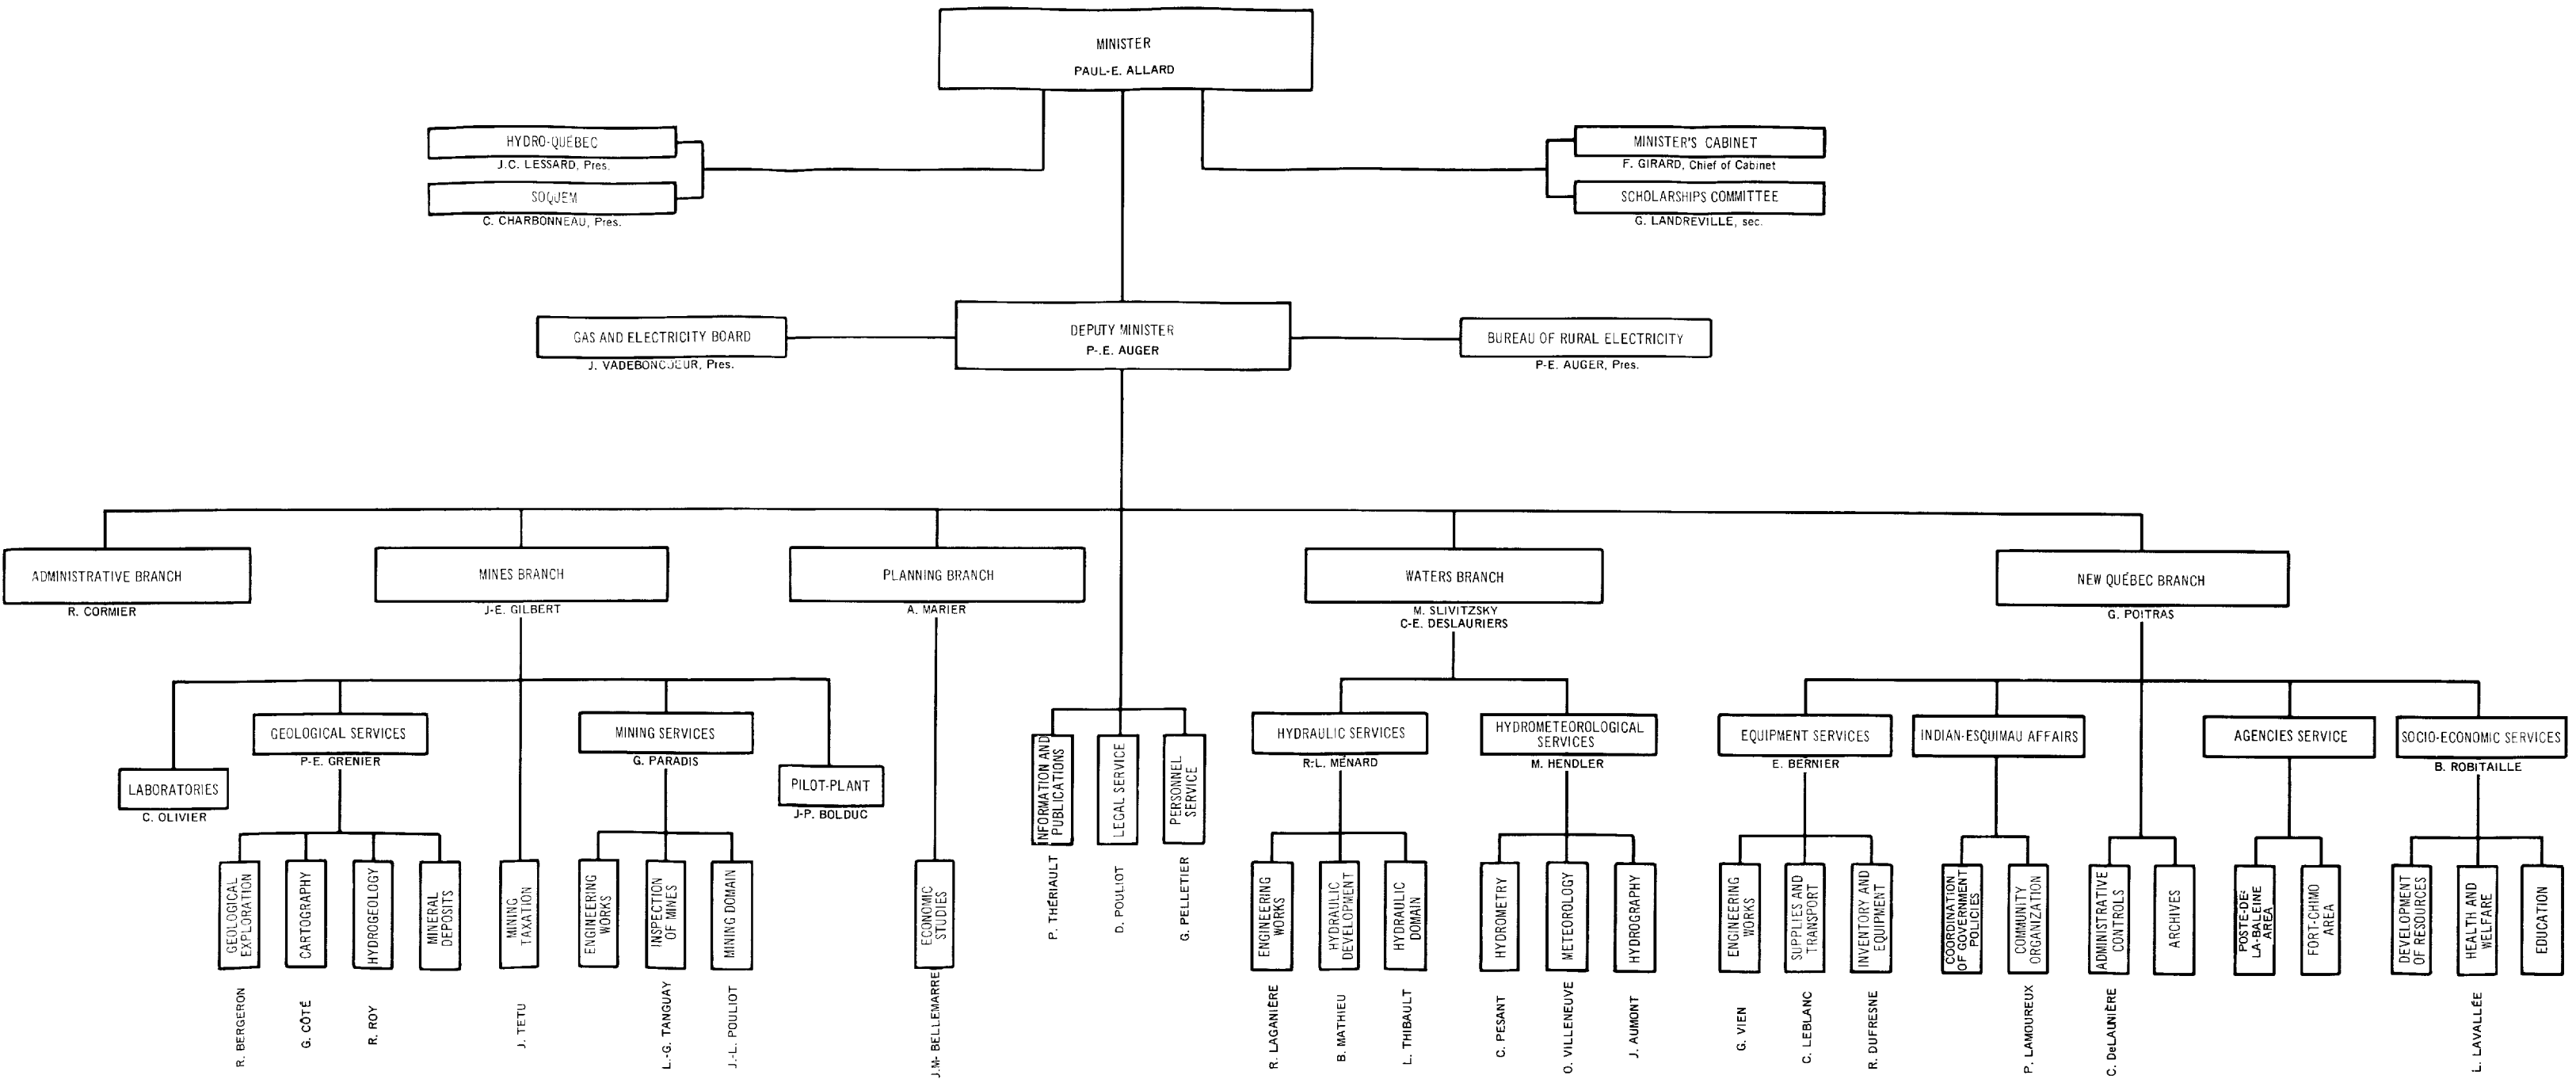 MINISTER
PAUL-E. ALLARD
HYDRO-QUÉBEC
J.C. LESSARD, Pres.
SOQUEM
C. CHARBONNEAU, Pres.
MINISTER'S CABINET
F. GIRARD, Chief of Cabinet
SCHOLARSHIPS COMMITTEE
G. LANDREVILLE, sec.
GAS AND ELECTRICITY BOARD
J. VADEBONCOEUR, Pres.
DEPUTY MINISTER
P-.E. AUGER
BUREAU OF RURAL ELECTRICITY
P-E. AUGER, Pres.
ADMINISTRATIVE BRANCH
R. CORMIER
MINES BRANCH
J-E. GILBERT
PLANNING BRANCH
A. MARIER
WATERS BRANCH
M. SLIVITZSKY
C-E. DESLAURIERS
NEW QUÉBEC BRANCH
G. POITRAS
LABORATORIES
C. OLIVIER
GEOLOGICAL SERVICES
P-E. GRENIER
MINING SERVICES
G. PARADIS
PILOT-PLANT
J-P. BOLDUC
INFORMATION AND
PUBLICATIONS
P. THÉRIAULT
LEGAL SERVICE
D. POULIOT
PERSONNEL
SERVICE
G. PELLETIER
HYDRAULIC SERVICES
R.-L. MÉNARD
HYDROMETEOROLOGICAL
SERVICES
M. HENDLER
EQUIPMENT SERVICES
E. BERNIER
INDIAN-ESQUIMAU AFFAIRS
AGENCIES SERVICE
SOCIO-ECONOMIC SERVICES
B. ROBITAILLE
GEOLOGICAL
EXPLORATION
R. BERGERON
CARTOGRAPHY
G. CÔTÉ
HYDROGEOLOGY
R. ROY
MINERAL
DEPOSITS
MINING
TAXATION
J. TETU
ENGINEERING
WORKS
INSPECTION
OF MINES
L.-G. TANGUAY
MINING DOMAIN
J.-L. POULIOT
ECONOMIC
STUDIES
J.M- BELLEMARRE
ENGINEERING
WORKS
R. LAGANIÈRE
HYDRAULIC
DEVELOPMENT
B. MATHIEU
HYDRAULIC
DOMAIN
L. THIBAULT
HYDROMETRY
C. PESANT
METEOROLOGY
O. VILLENEUVE
HYDROGRAPHY
J. AUMONT
ENGINEERING
WORKS
G. VIEN
SUPPLIES AND
TRANSPORT
C. LEBLANC
INVENTORY AND
EQUIPMENT
R. DUFRESNE
COORDINATION
OF GOVERNMENT
POLICIES
COMMUNITY
ORGANIZATION
P. LAMOUREUX
ADMINISTRATIVE
CONTROLS
C. DeLAUNIÈRE
ARCHIVES
POSTE-DE-
LA-BALEINE
AREA
FORT-CHIMO
AREA
DEVELOPMENT
OF RESOURCES
HEALTH AND
WELFARE
L. LAVALLÉE
EDUCATION